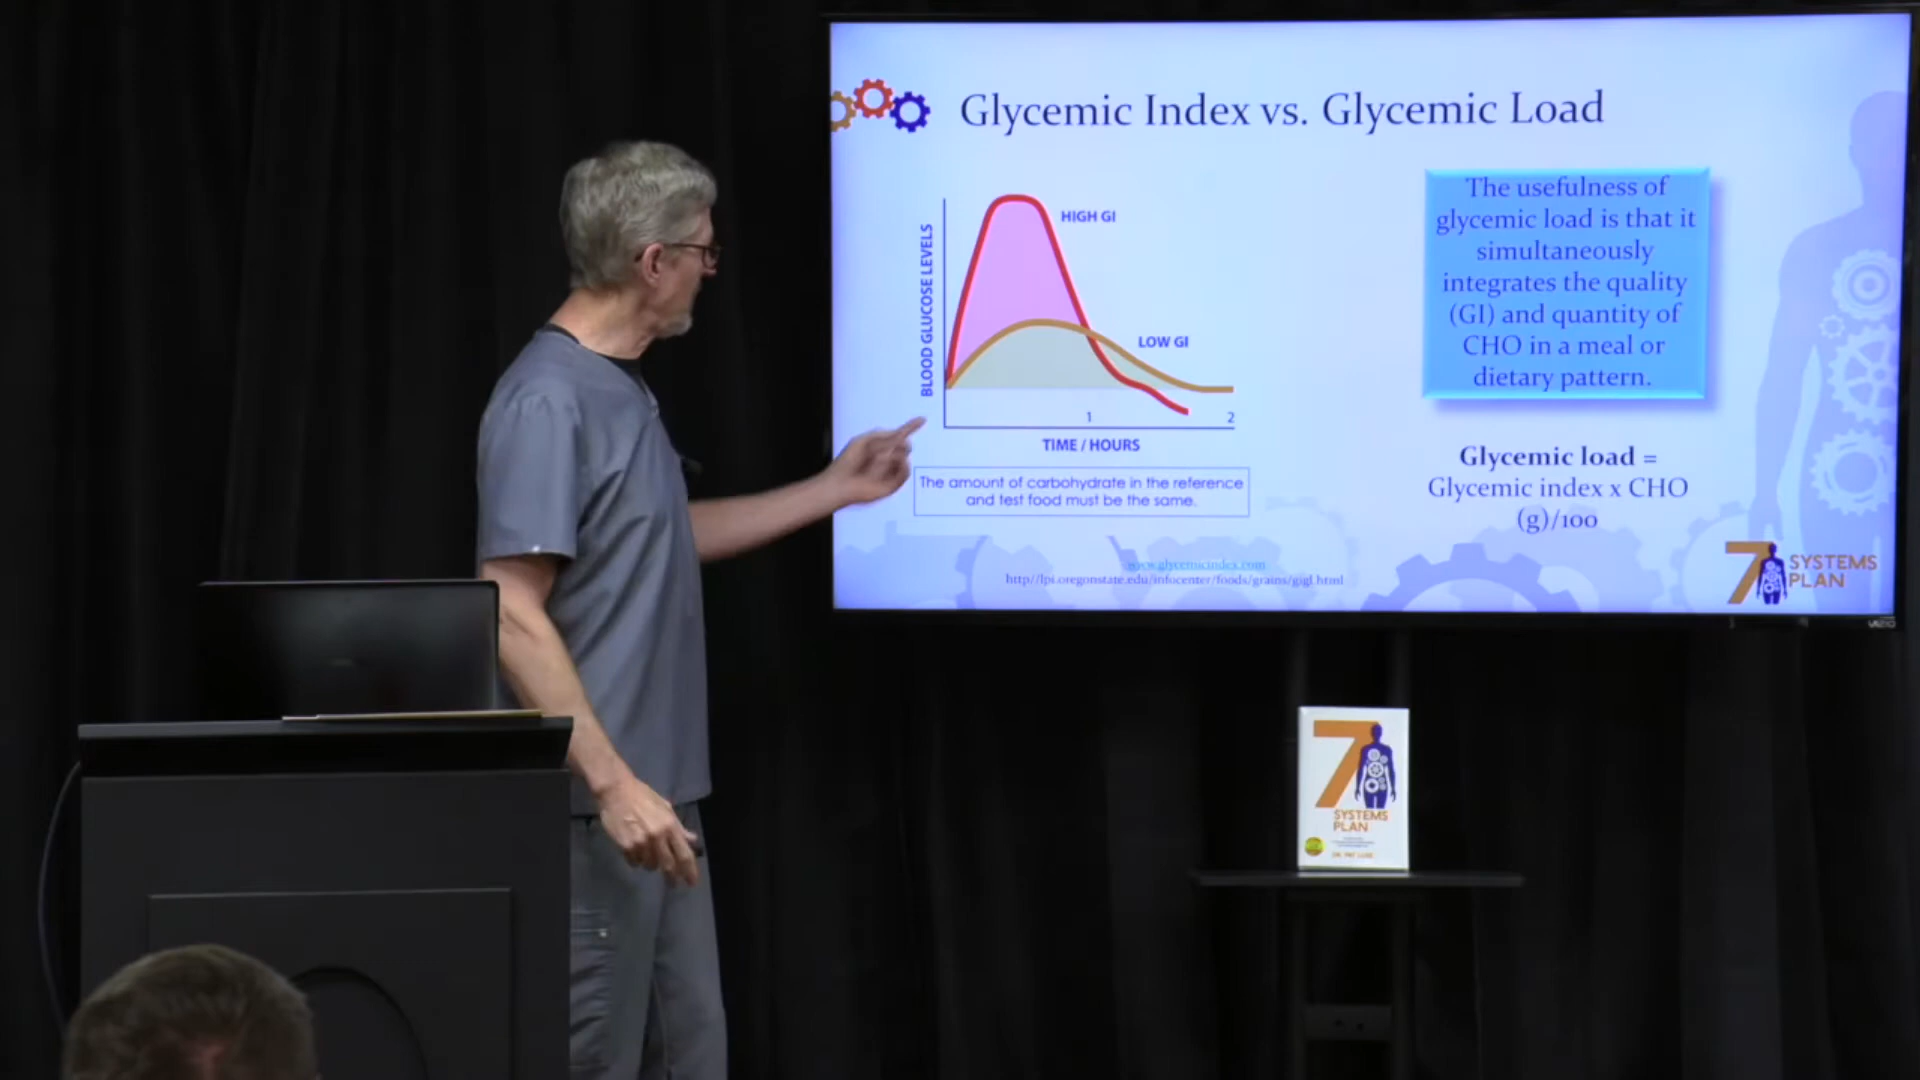 Glycemic Index vs. Glycemic Load
BLOOD GLUCOSE LEVELS
HIGH GI
LOW GI
1
2
TIME / HOURS
The amount of carbohydrate in the reference
and test food must be the same.
The usefulness of
glycemic load is that it
simultaneously
integrates the quality
(GI) and quantity of
CHO in a meal or
dietary pattern.
Glycemic load =
Glycemic index x CHO
(g)/100
www.glycemicindex.com
http//lpi.oregonstate.edu/infocenter/foods/grains/gigl.html
7 SYSTEMS
PLAN
VIZIO
7
SYSTEMS
PLAN